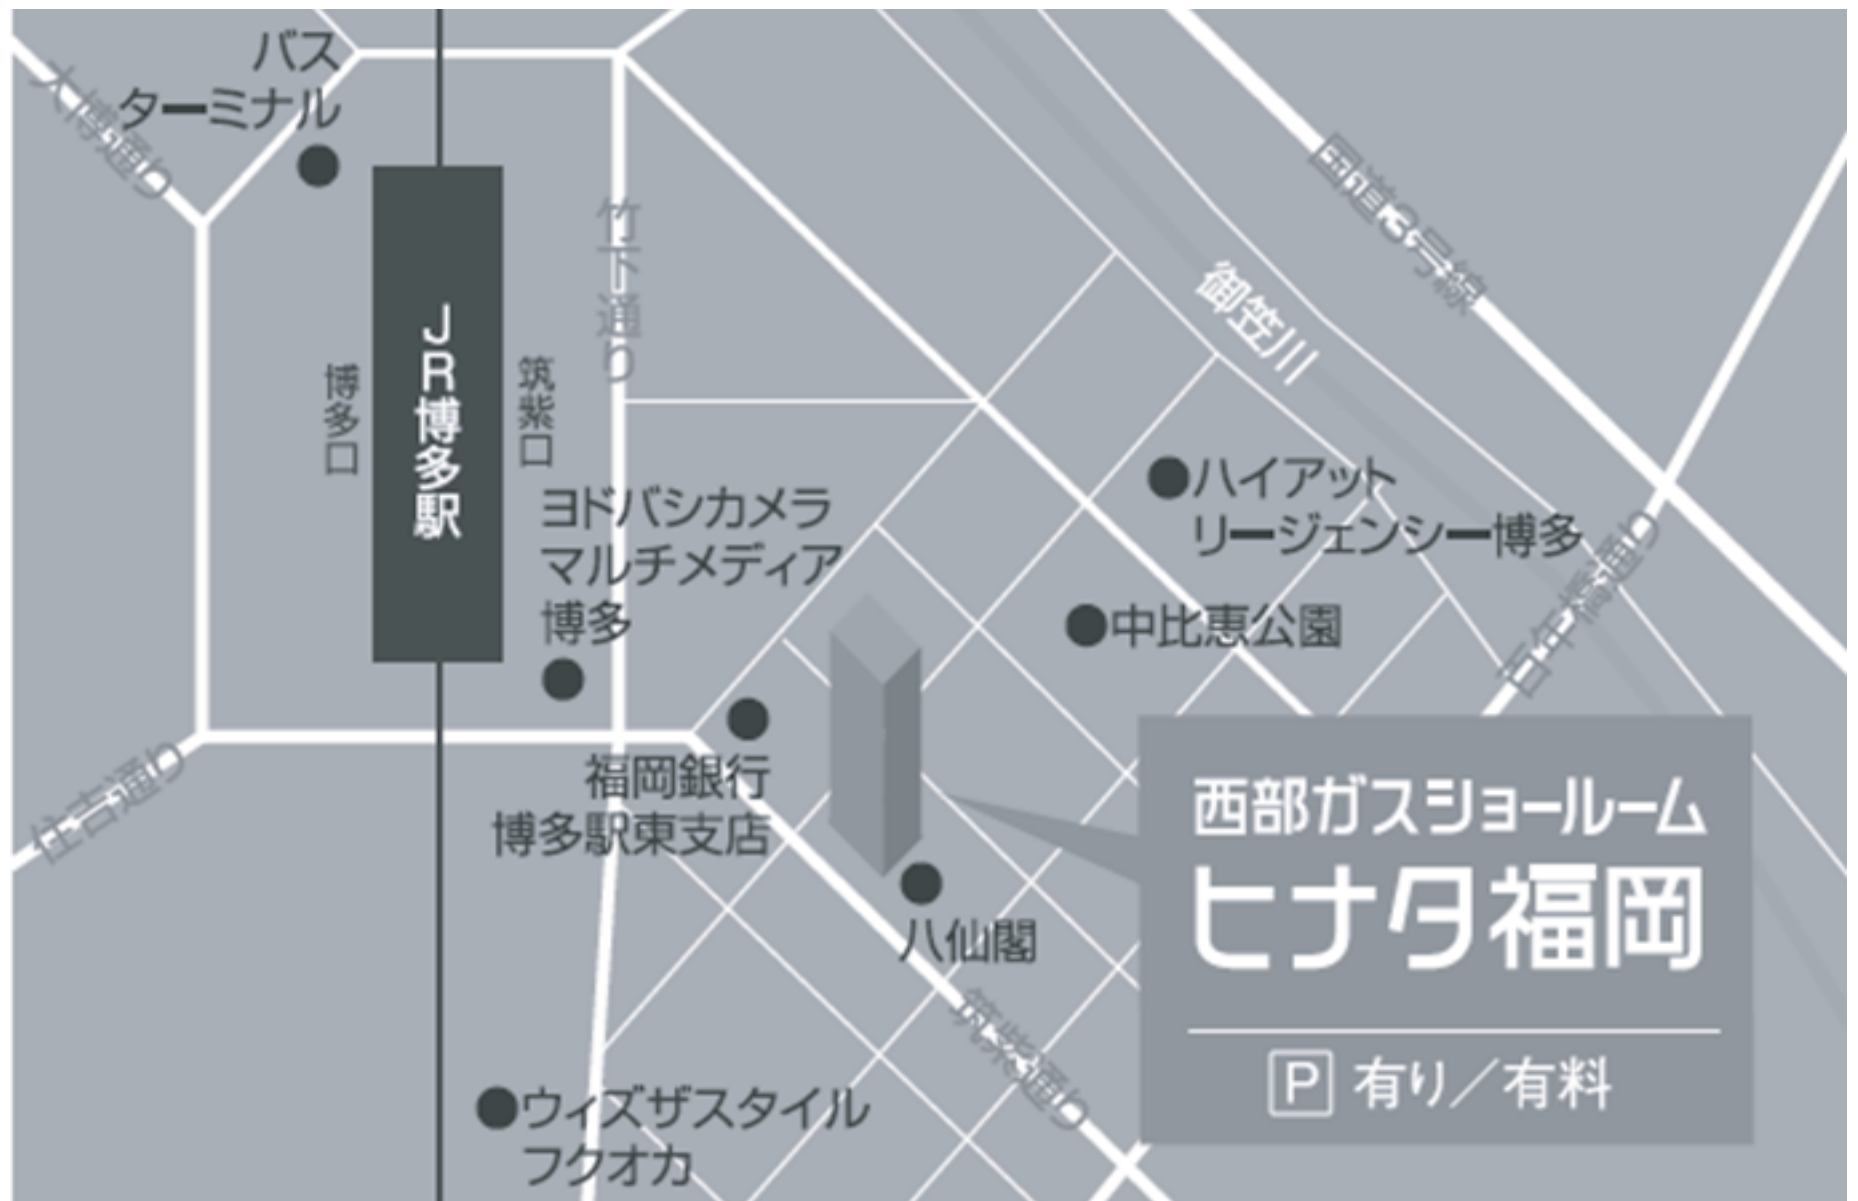 バス
ターミナル
大博通り
国道3号線
竹下通り
御笠川
JR博多駅
博多口
筑紫口
ヨドバシカメラ
マルチメディア
博多
ハイアット
リージェンシー博多
百年橋通り
中比恵公園
住吉通り
福岡銀行
博多駅東支店
西部ガスショールーム
ヒナタ福岡
P 有り／有料
八仙閣
筑紫通り
ウィズザスタイル
フクオカ